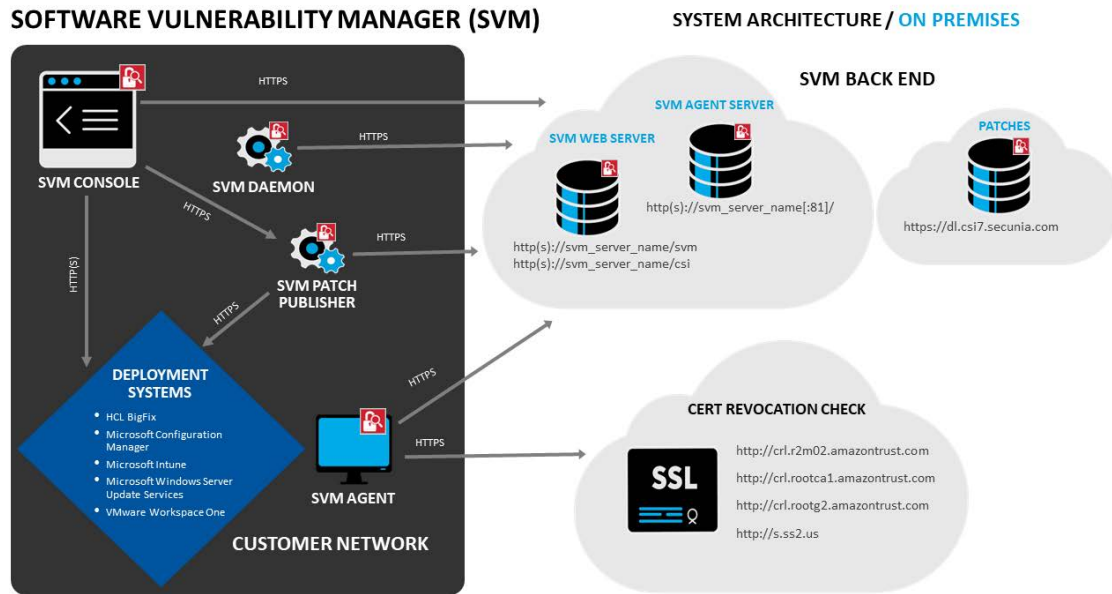 SOFTWARE VULNERABILITY MANAGER (SVM)
SYSTEM ARCHITECTURE / ON PREMISES
SVM BACK END
HTTPS
SVM CONSOLE
HTTPS
SVM DAEMON
HTTPS
SVM PATCH
PUBLISHER
HTTPS
HTTP(S)
HTTPS
SVM AGENT SERVER
http(s)://svm_server_name[:81]/
SVM WEB SERVER
http(s)://svm_server_name/svm
http(s)://svm_server_name/csi
PATCHES
https://dl.csi7.secunia.com
DEPLOYMENT
SYSTEMS
• HCL BigFix
• Microsoft Configuration
Manager
• Microsoft Intune
• Microsoft Windows Server
Update Services
• VMware Workspace One
HTTPS
HTTPS
SVM AGENT
CUSTOMER NETWORK
CERT REVOCATION CHECK
SSL
http://crl.r2m02.amazontrust.com
http://crl.rootca1.amazontrust.com
http://crl.rootg2.amazontrust.com
http://s.ss2.us